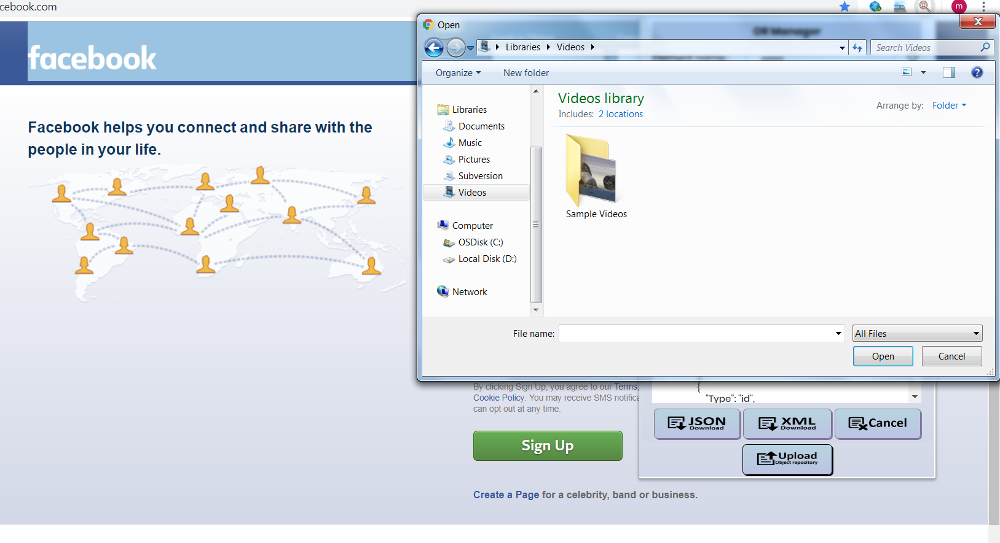 cebook.com
m
facebook
Facebook helps you connect and share with the
people in your life.
Open
OR Manager
Libraries
Videos
Search Videos
Organize
New folder
Libraries
Documents
Music
Pictures
Subversion
Videos
Computer
OSDisk (C:)
Local Disk (D:)
Network
Videos library
Includes: 2 locations
Arrange by: Folder
Sample Videos
File name:
All Files
Open
Cancel
By clicking Sign Up, you agree to our Terms,
Cookie Policy. You may receive SMS notifica
can opt out at any time.
Sign Up
Create a Page for a celebrity, band or business.
{
"Type": "id",
JSON
Download
XML
Download
Cancel
Upload
Object repository